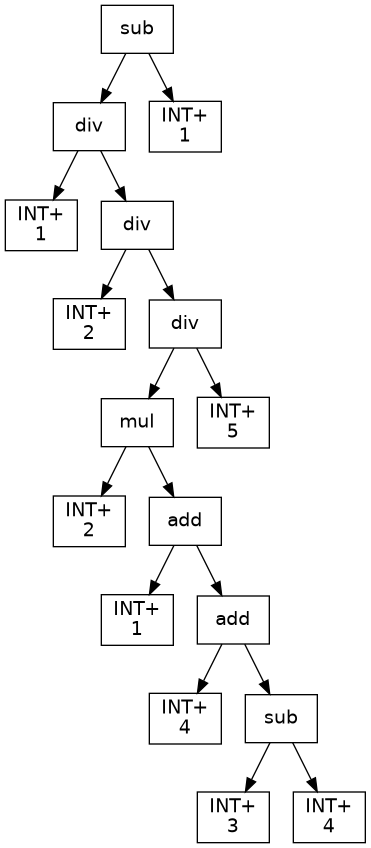 sub
div
INT+
1
INT+
1
div
INT+
2
div
mul
INT+
5
INT+
2
add
INT+
1
add
INT+
4
sub
INT+
3
INT+
4